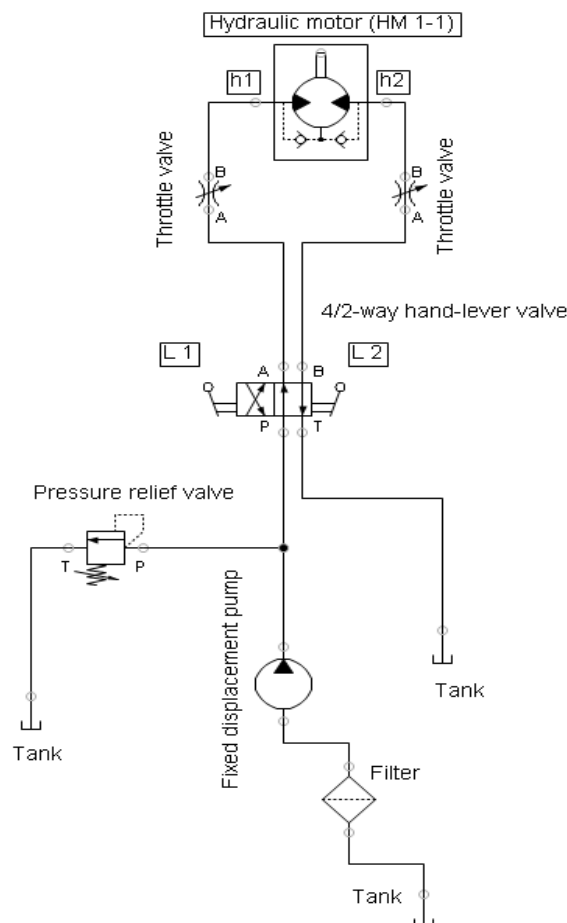 Hydraulic motor (HM 1-1)
h1
h2
Throttle valve
B
A
B
A
Throttle valve
4/2-way hand-lever valve
L 1
L 2
A
B
P
T
Pressure relief valve
T
P
Fixed displacement pump
Tank
Tank
Filter
Tank